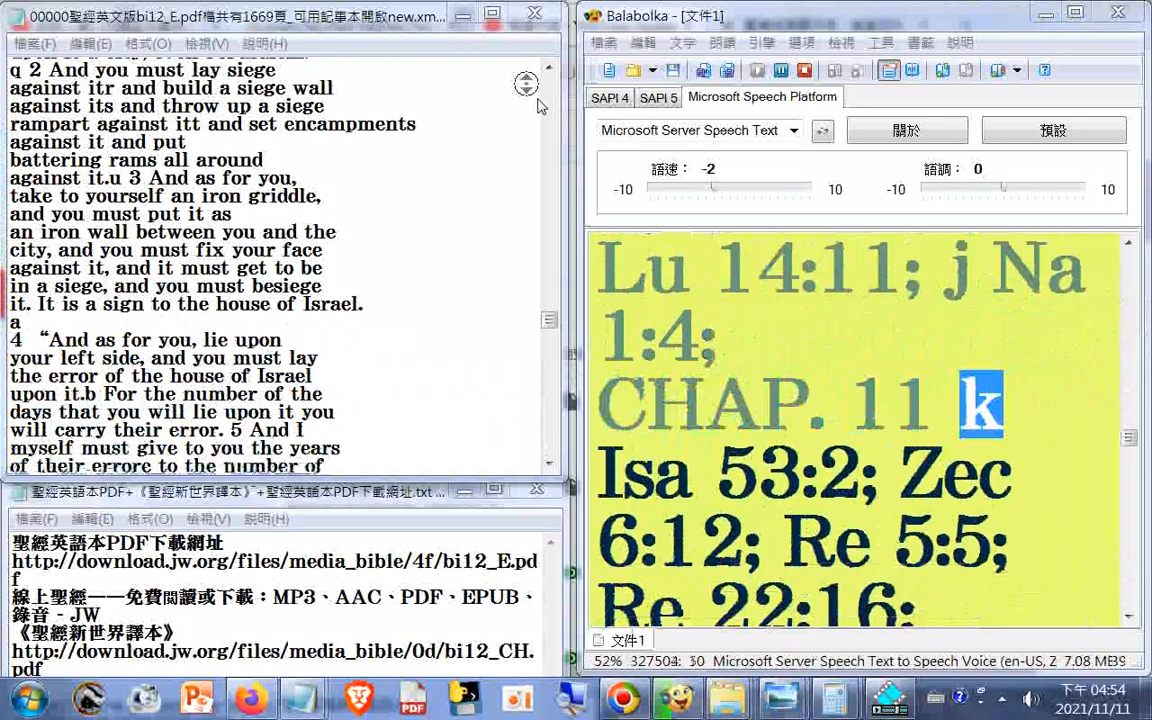 00000聖經英文版bi12_E.pdf檔共有1669頁_可用記事本開啟new.xm...
檔案(F) 編輯(E) 格式(O) 檢視(V) 說明(H)
q 2 And you must lay siege
against itr and build a siege wall
against its and throw up a siege
rampart against itt and set encampments
against it and put
battering rams all around
against it.u 3 And as for you,
take to yourself an iron griddle,
and you must put it as
an iron wall between you and the
city, and you must fix your face
against it, and it must get to be
in a siege, and you must besiege
it. It is a sign to the house of Israel.
a
4 “And as for you, lie upon
your left side, and you must lay
the error of the house of Israel
upon it.b For the number of the
days that you will lie upon it you
will carry their error. 5 And I
myself must give to you the years
of their errorc to the number of
聖經英語本PDF+《聖經新世界譯本》+聖經英語本PDF下載網址.txt ...
檔案(F) 編輯(E) 格式(O) 檢視(V) 說明(H)
聖經英語本PDF下載網址
http://download.jw.org/files/media_bible/4f/bi12_E.pd
f
線上聖經——免費閱讀或下載：MP3、AAC、PDF、EPUB、
錄音 - JW
《聖經新世界譯本》
http://download.jw.org/files/media_bible/0d/bi12_CH.
pdf
Balabolka - [文件1]
檔案 編輯 文字 朗讀 引擎 選項 檢視 工具 書籤 說明
SAPI 4 SAPI 5 Microsoft Speech Platform
Microsoft Server Speech Text 關於 預設
語速： -2 語調： 0
-10 10 -10 10
Lu 14:11; j Na
1:4;
CHAP. 11 k
Isa 53:2; Zec
6:12; Re 5:5;
Re 22:16;
文件1
52% 327504: 30 Microsoft Server Speech Text to Speech Voice (en-US, Z 7.08 MB
下午 04:54
2021/11/11